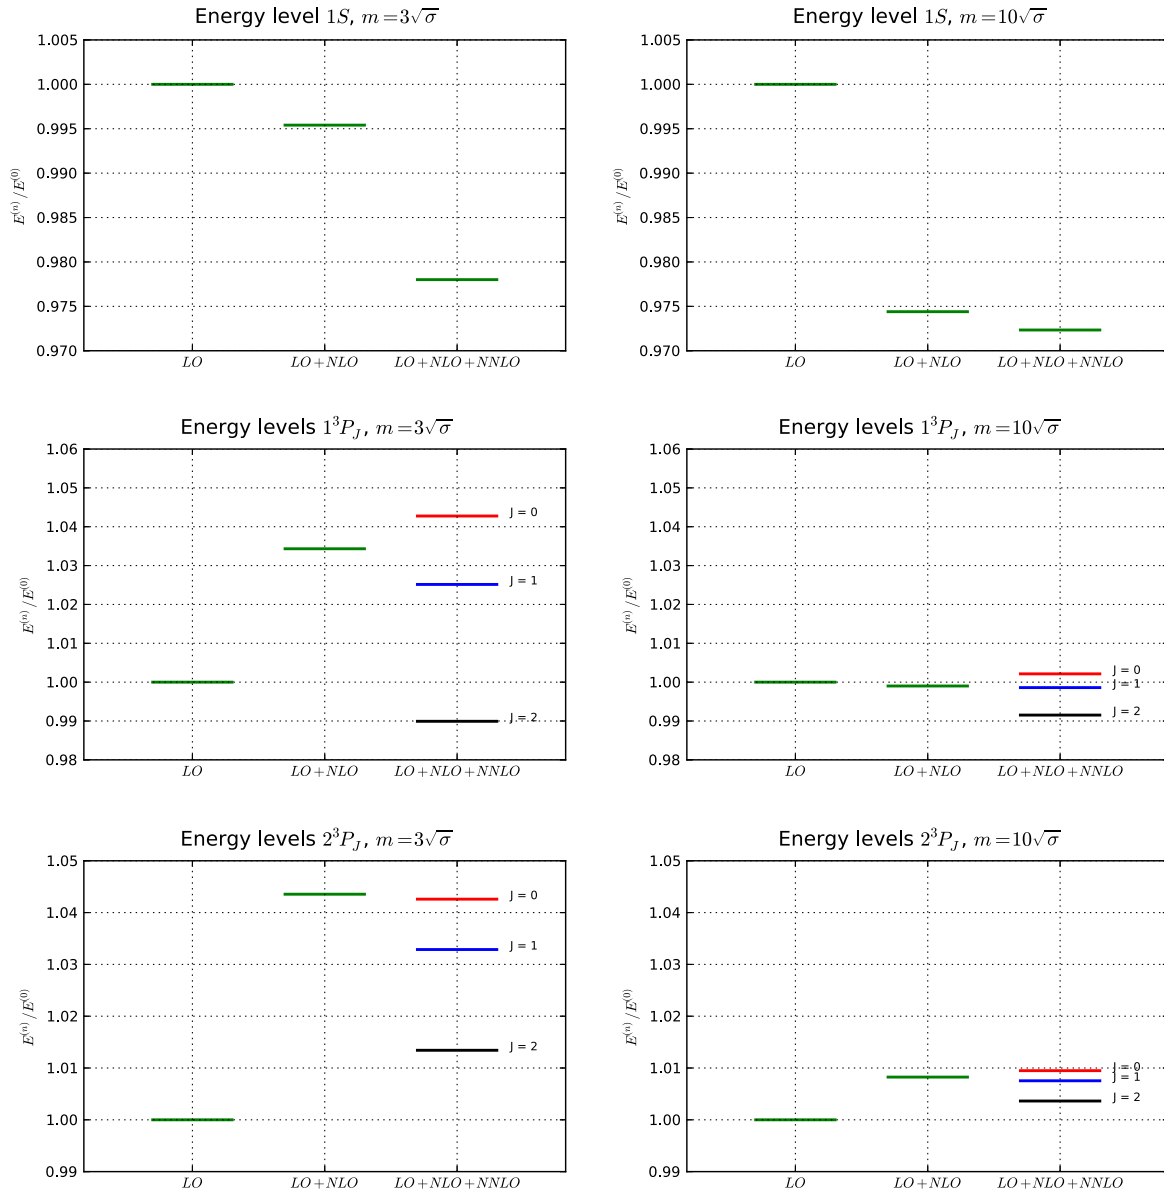 Energy level 1S, m = 3√σ
1.005
1.000
0.995
0.990
0.985
0.980
0.975
0.970
E^(n)/E^(0)
LO
LO+NLO
LO+NLO+NNLO
Energy level 1S, m = 10√σ
1.005
1.000
0.995
0.990
0.985
0.980
0.975
0.970
E^(n)/E^(0)
LO
LO+NLO
LO+NLO+NNLO
Energy levels 1³P_J, m = 3√σ
1.06
1.05
1.04
1.03
1.02
1.01
1.00
0.99
0.98
E^(n)/E^(0)
J = 0
J = 1
J = 2
LO
LO+NLO
LO+NLO+NNLO
Energy levels 1³P_J, m = 10√σ
1.06
1.05
1.04
1.03
1.02
1.01
1.00
0.99
0.98
E^(n)/E^(0)
J = 0
J = 1
J = 2
LO
LO+NLO
LO+NLO+NNLO
Energy levels 2³P_J, m = 3√σ
1.05
1.04
1.03
1.02
1.01
1.00
0.99
E^(n)/E^(0)
J = 0
J = 1
J = 2
LO
LO+NLO
LO+NLO+NNLO
Energy levels 2³P_J, m = 10√σ
1.05
1.04
1.03
1.02
1.01
1.00
0.99
E^(n)/E^(0)
J = 0
J = 1
J = 2
LO
LO+NLO
LO+NLO+NNLO